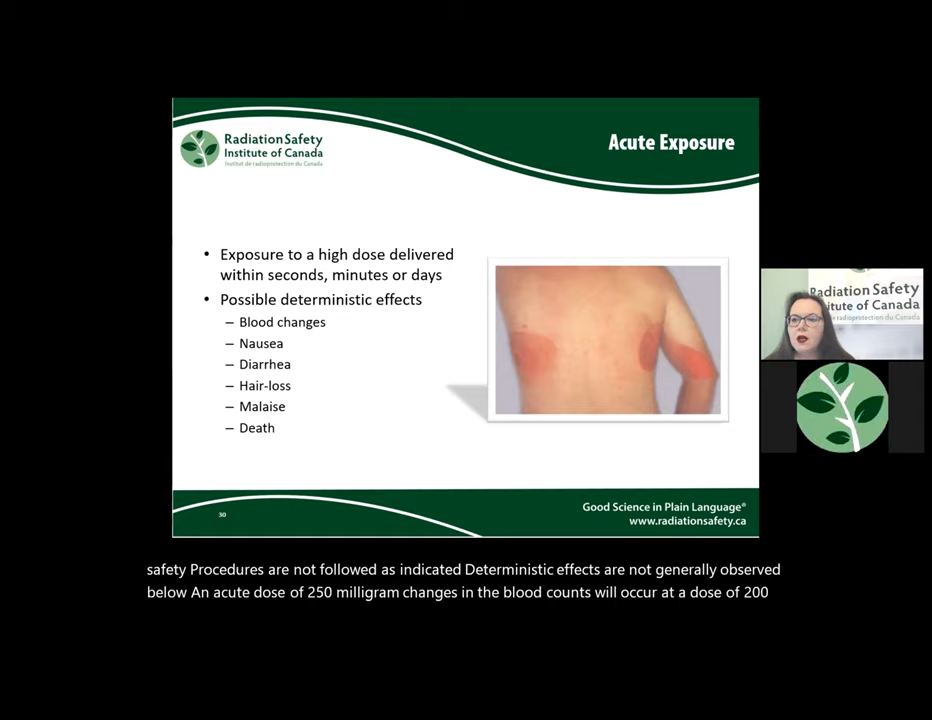 Radiation Safety
Institute of Canada
Institut de radioprotection du Canada
Acute Exposure
• Exposure to a high dose delivered
within seconds, minutes or days
• Possible deterministic effects
– Blood changes
– Nausea
– Diarrhea
– Hair-loss
– Malaise
– Death
30
Good Science in Plain Language®
www.radiationsafety.ca
Radiation Safety
itute of Canada
de radioprotection du Canada
safety Procedures are not followed as indicated Deterministic effects are not generally observed
below An acute dose of 250 milligram changes in the blood counts will occur at a dose of 200